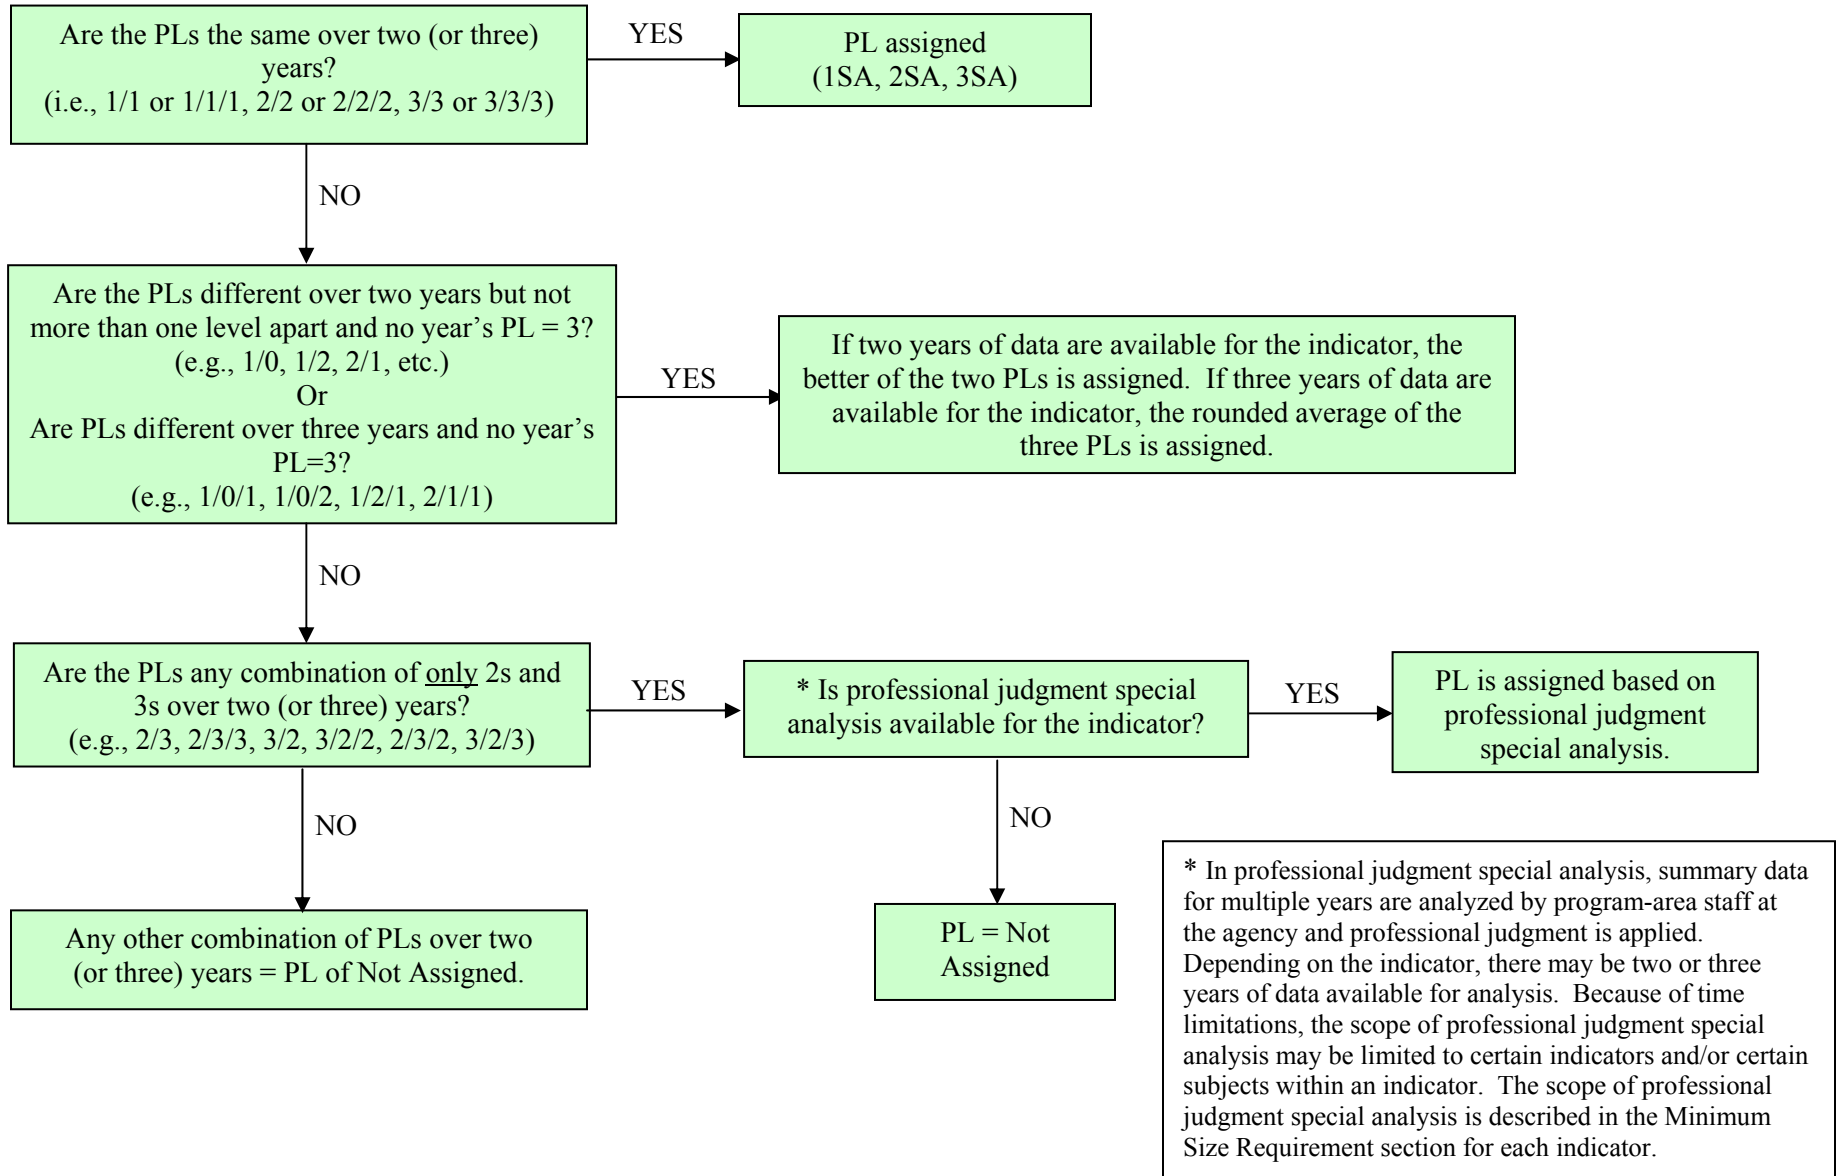 Are the PLs the same over two (or three)
years?
(i.e., 1/1 or 1/1/1, 2/2 or 2/2/2, 3/3 or 3/3/3)
YES
PL assigned
(1SA, 2SA, 3SA)
NO
Are the PLs different over two years but not
more than one level apart and no year's PL = 3?
(e.g., 1/0, 1/2, 2/1, etc.)
Or
Are PLs different over three years and no year's
PL=3?
(e.g., 1/0/1, 1/0/2, 1/2/1, 2/1/1)
YES
If two years of data are available for the indicator, the
better of the two PLs is assigned.  If three years of data are
available for the indicator, the rounded average of the
three PLs is assigned.
NO
Are the PLs any combination of only 2s and
3s over two (or three) years?
(e.g., 2/3, 2/3/3, 3/2, 3/2/2, 2/3/2, 3/2/3)
YES
* Is professional judgment special
analysis available for the indicator?
YES
PL is assigned based on
professional judgment
special analysis.
NO
Any other combination of PLs over two
(or three) years = PL of Not Assigned.
NO
PL = Not
Assigned
* In professional judgment special analysis, summary data
for multiple years are analyzed by program-area staff at
the agency and professional judgment is applied.
Depending on the indicator, there may be two or three
years of data available for analysis.  Because of time
limitations, the scope of professional judgment special
analysis may be limited to certain indicators and/or certain
subjects within an indicator.  The scope of professional
judgment special analysis is described in the Minimum
Size Requirement section for each indicator.